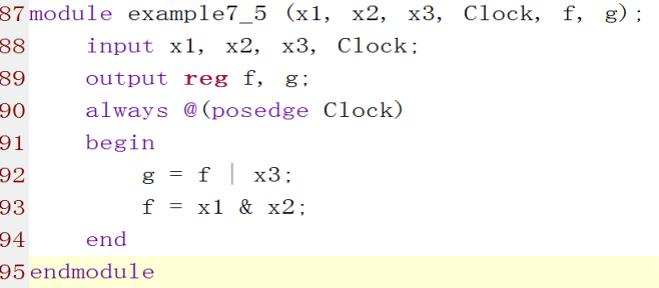 87 module example7_5 (x1, x2, x3, Clock, f, g);
88     input x1, x2, x3, Clock;
89     output reg f, g;
90     always @(posedge Clock)
91     begin
92         g = f | x3;
93         f = x1 & x2;
94     end
95 endmodule